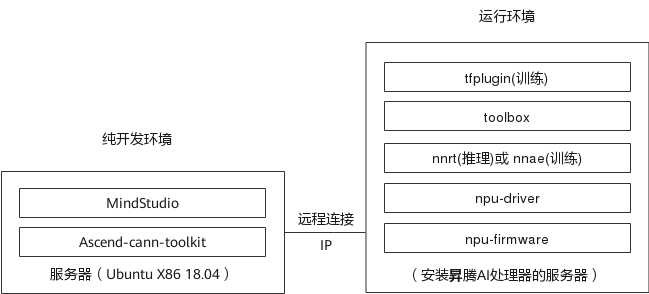 运行环境
tfplugin(训练)
toolbox
纯开发环境
nnrt(推理)或 nnae(训练)
MindStudio
npu-driver
远程连接
Ascend-cann-toolkit
npu-firmware
IP
服务器（Ubuntu X86 18.04）
（安装昇腾AI处理器的服务器）